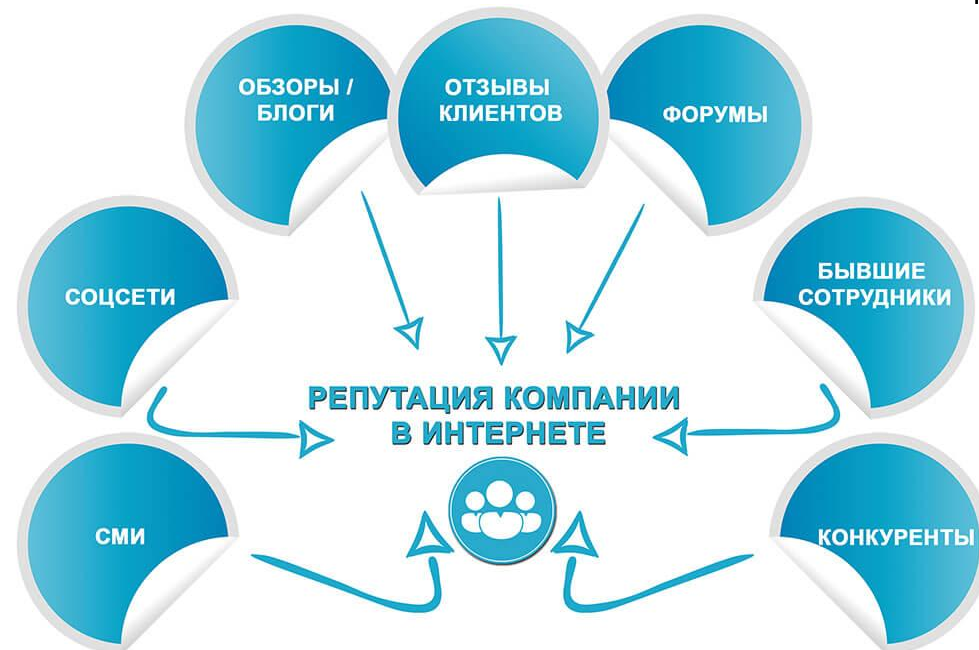 ОБЗОРЫ /
БЛОГИ
ОТЗЫВЫ
КЛИЕНТОВ
ФОРУМЫ
СОЦСЕТИ
БЫВШИЕ
СОТРУДНИКИ
РЕПУТАЦИЯ КОМПАНИИ
В ИНТЕРНЕТЕ
СМИ
КОНКУРЕНТЫ